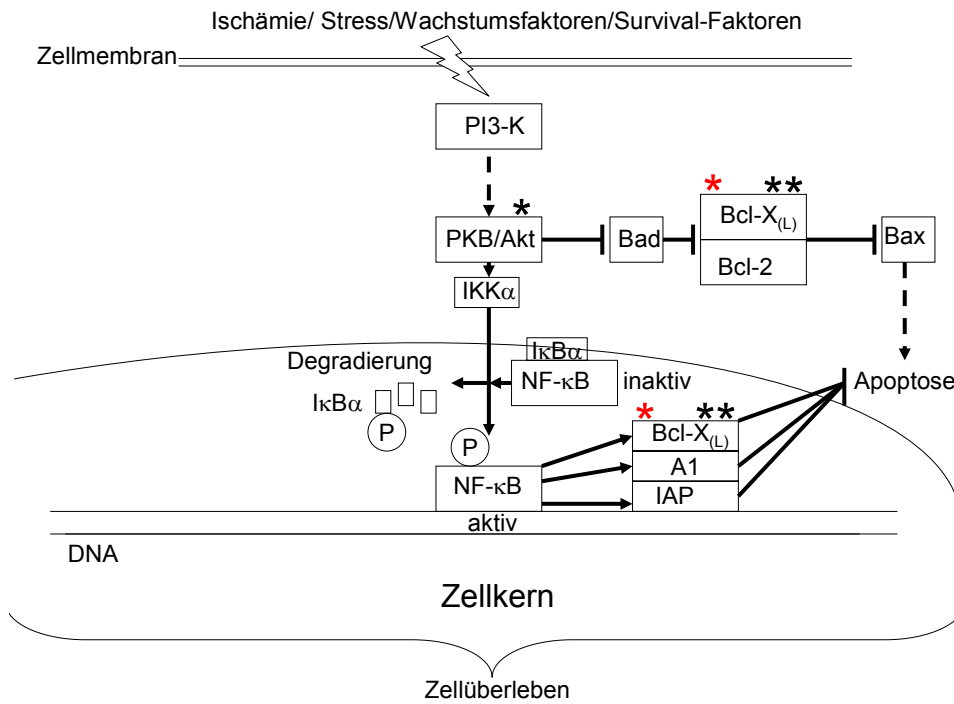 Ischämie/ Stress/Wachstumsfaktoren/Survival-Faktoren
Zellmembran
PI3-K
* **
*
PKB/Akt
Bad
Bcl-X(L)
Bcl-2
Bax
IKKα
Degradierung
IκBα
NF-κB
inaktiv
Apoptose
IκBα
P
* **
P
Bcl-X(L)
A1
IAP
NF-κB
aktiv
DNA
Zellkern
Zellüberleben